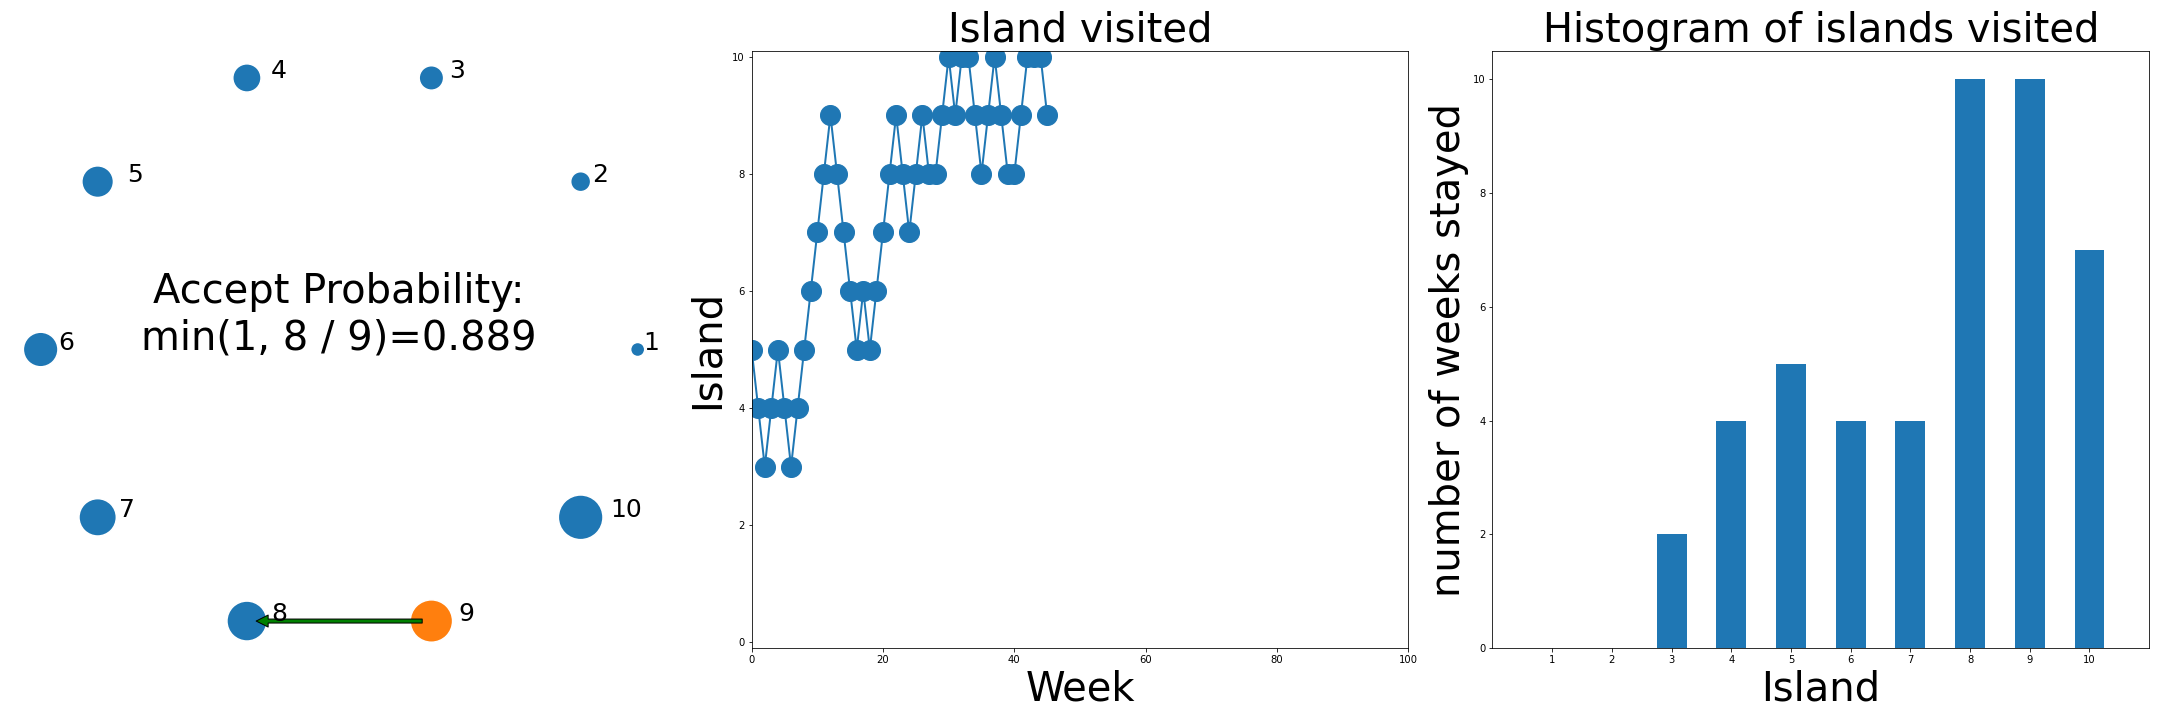 4
3
5
2
Accept Probability:
min(1, 8 / 9)=0.889
6
1
7
10
8
9
Island visited
Island
10
8
6
4
2
0
0 20 40 60 80 100
Week
Histogram of islands visited
number of weeks stayed
10
8
6
4
2
0
1 2 3 4 5 6 7 8 9 10
Island